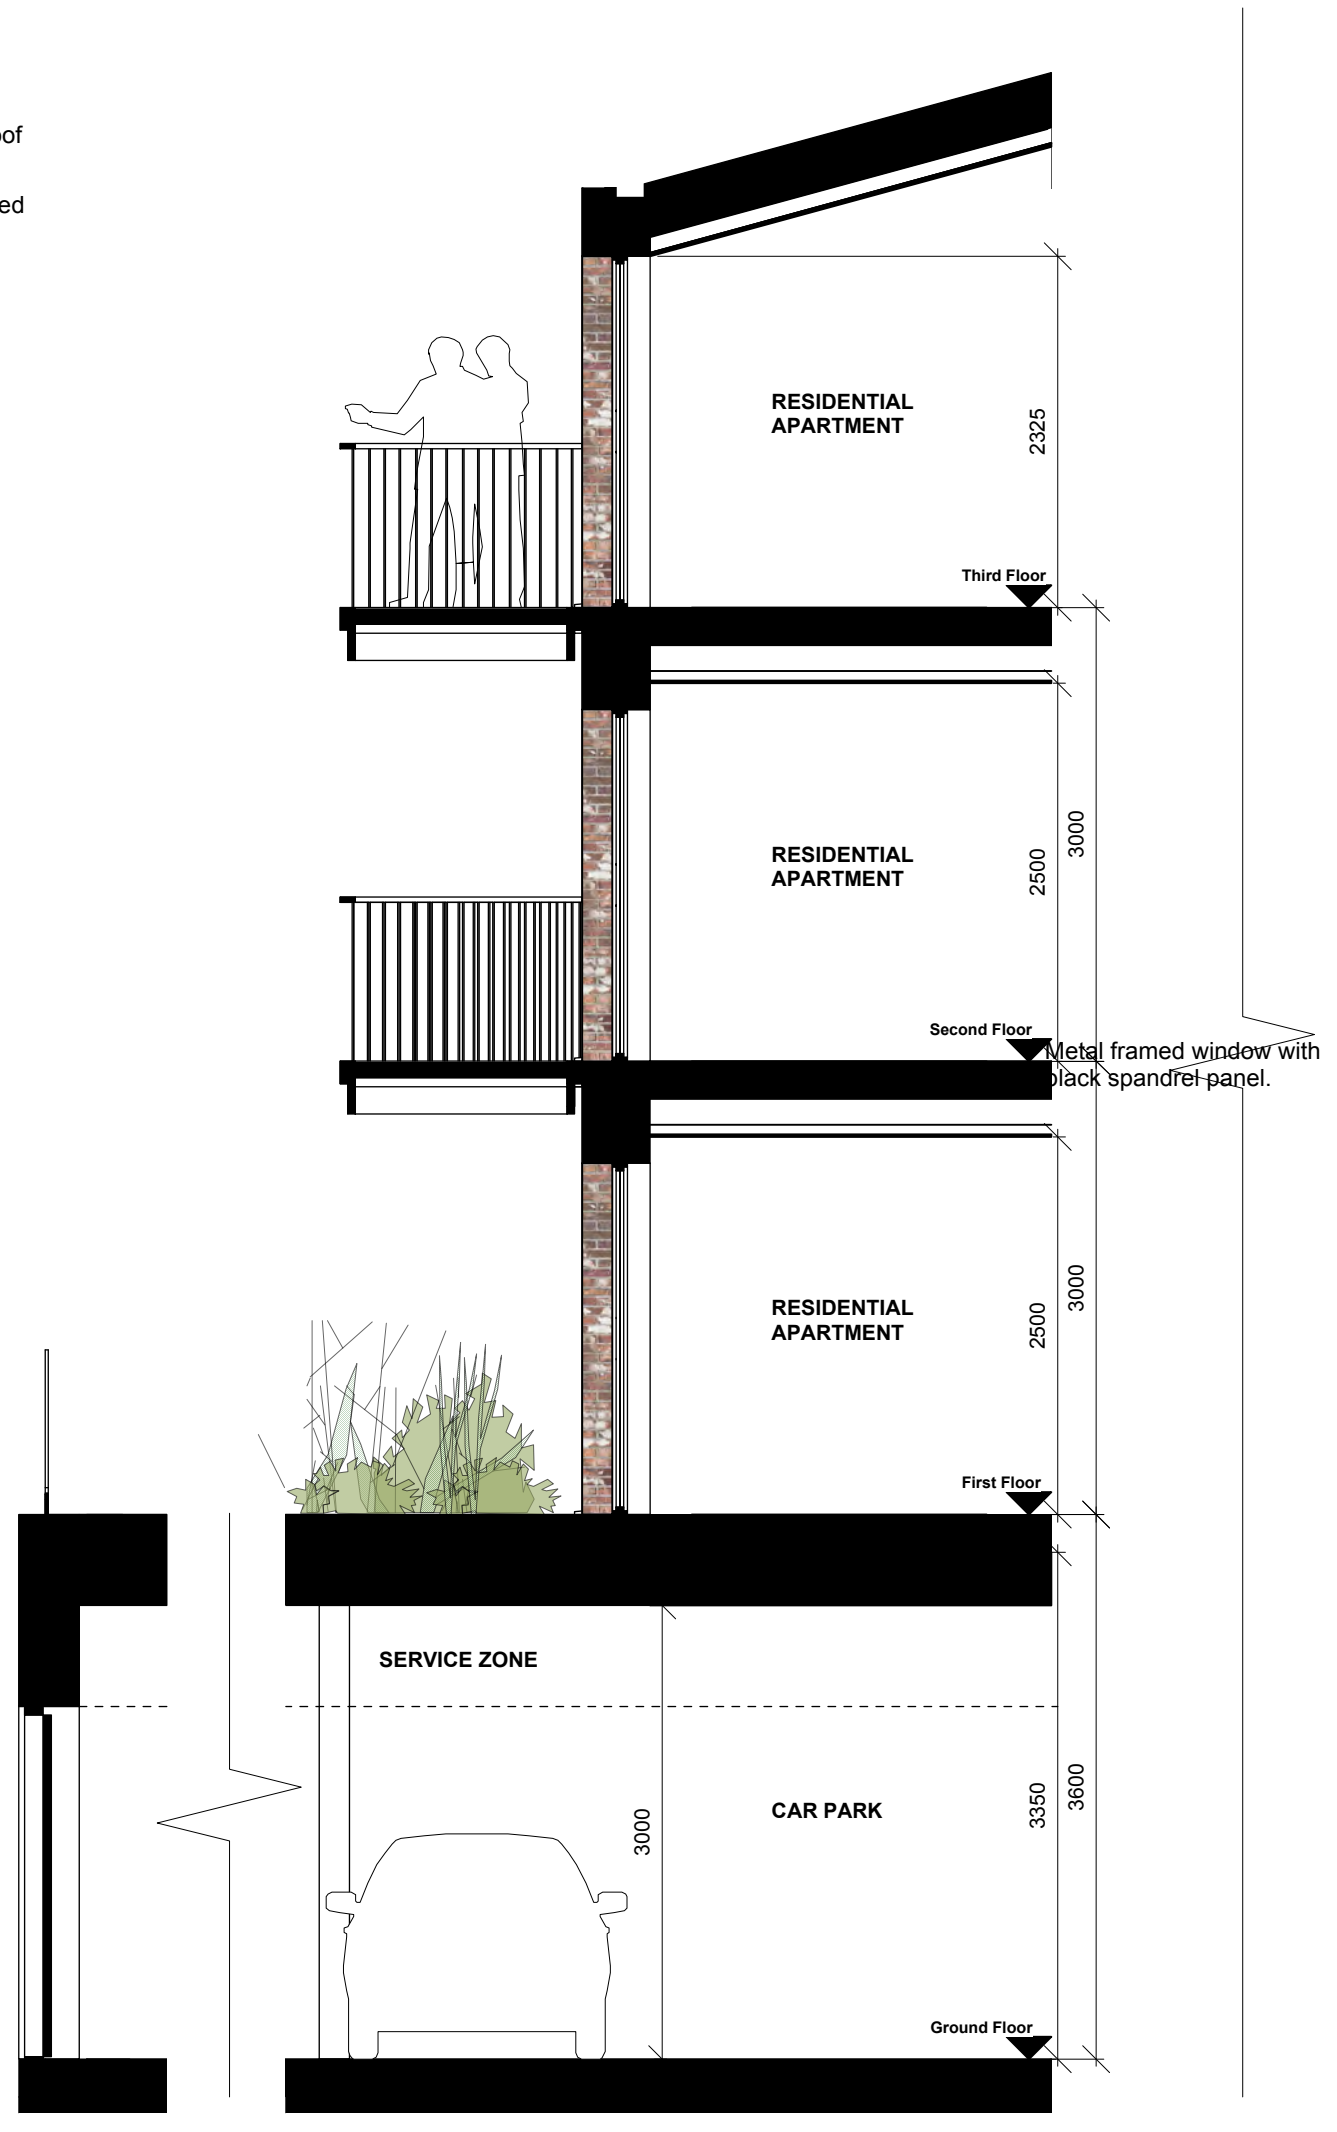 of
ed
RESIDENTIAL
APARTMENT
2325
Third Floor
RESIDENTIAL
APARTMENT
2500
3000
Second Floor
Metal framed window with
black spandrel panel.
RESIDENTIAL
APARTMENT
2500
3000
First Floor
SERVICE ZONE
CAR PARK
3000
3350
3600
Ground Floor